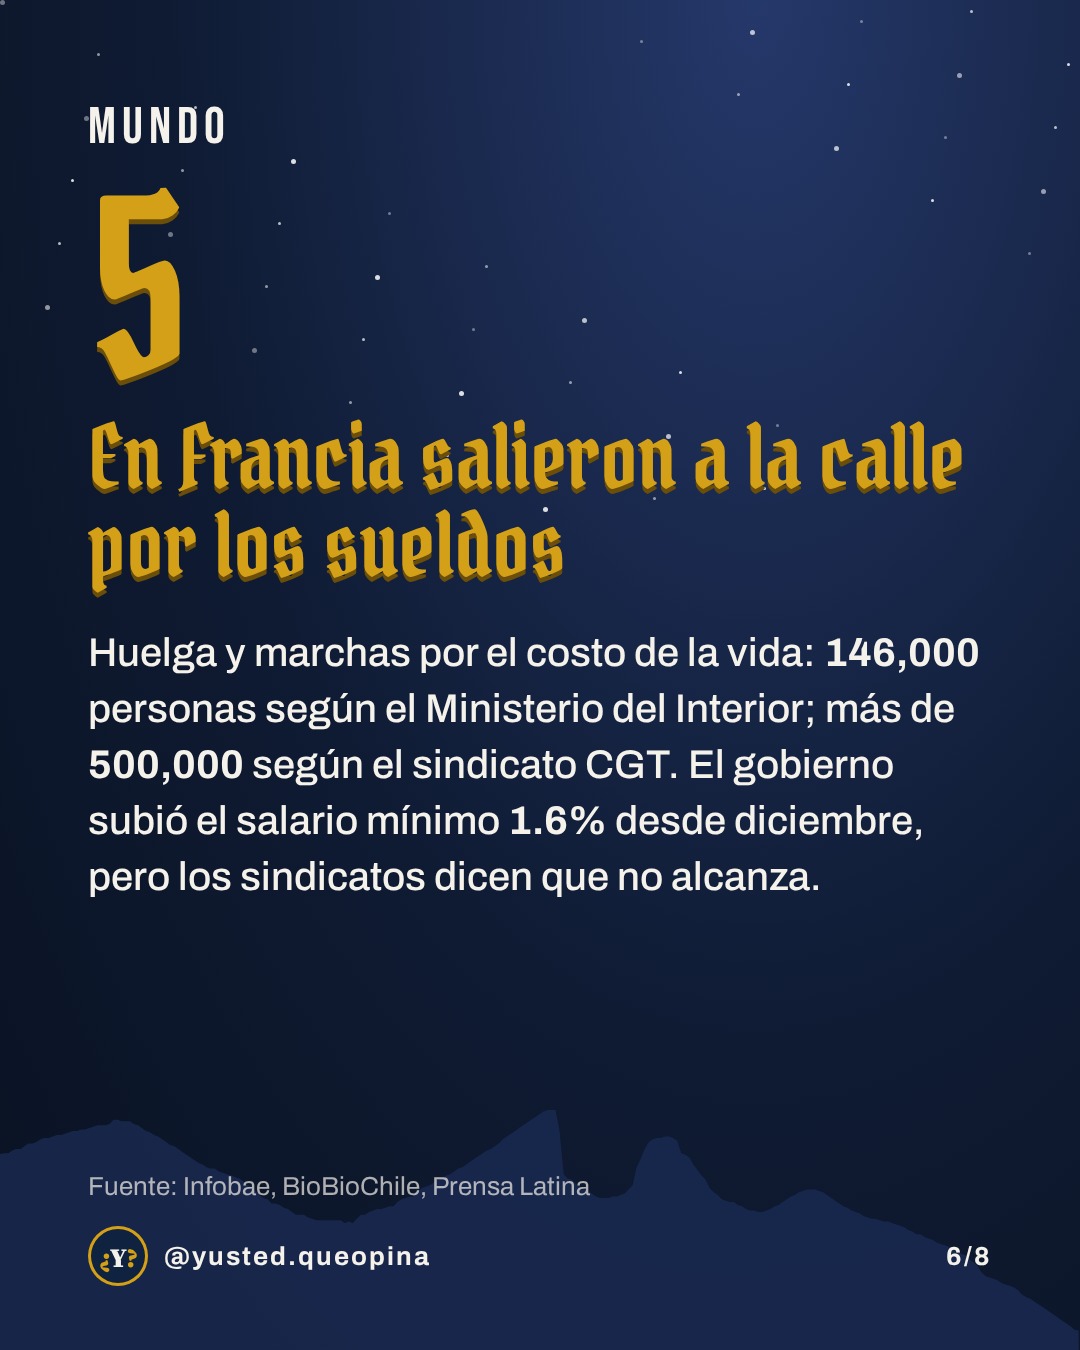 MUNDO
5
En Francia salieron a la calle
por los sueldos
Huelga y marchas por el costo de la vida: 146,000
personas según el Ministerio del Interior; más de
500,000 según el sindicato CGT. El gobierno
subió el salario mínimo 1.6% desde diciembre,
pero los sindicatos dicen que no alcanza.
Fuente: Infobae, BioBioChile, Prensa Latina
¿Y? @yusted.queopina
6/8